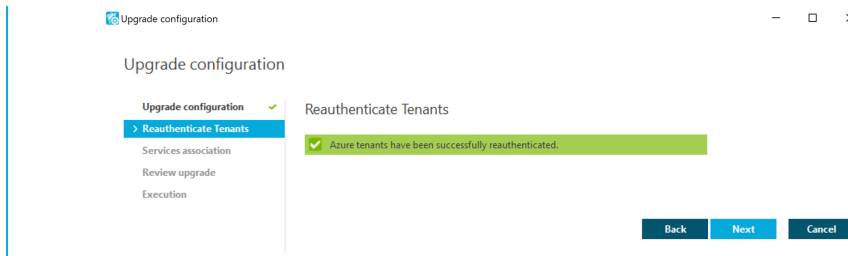 Upgrade configuration
Upgrade configuration
Upgrade configuration
Reauthenticate Tenants
Services association
Review upgrade
Execution
Reauthenticate Tenants
Azure tenants have been successfully reauthenticated.
Back Next Cancel